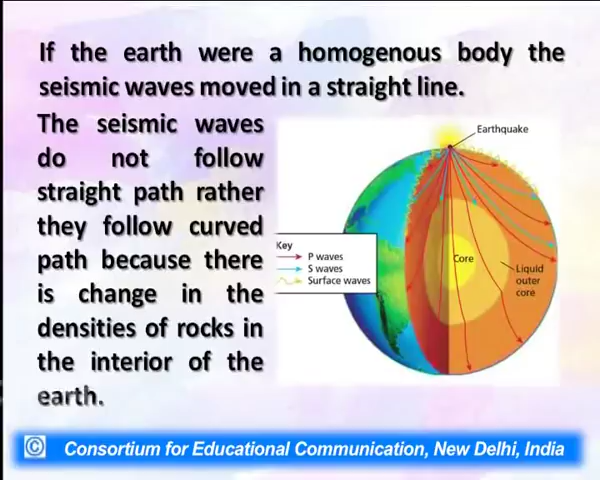 If the earth were a homogenous body the
seismic waves moved in a straight line.
The seismic waves
do not follow
straight path rather
they follow curved
path because there
is change in the
densities of rocks in
the interior of the
earth.
Earthquake
Key
P waves
S waves
Surface waves
Core
Liquid
outer
core
© Consortium for Educational Communication, New Delhi, India